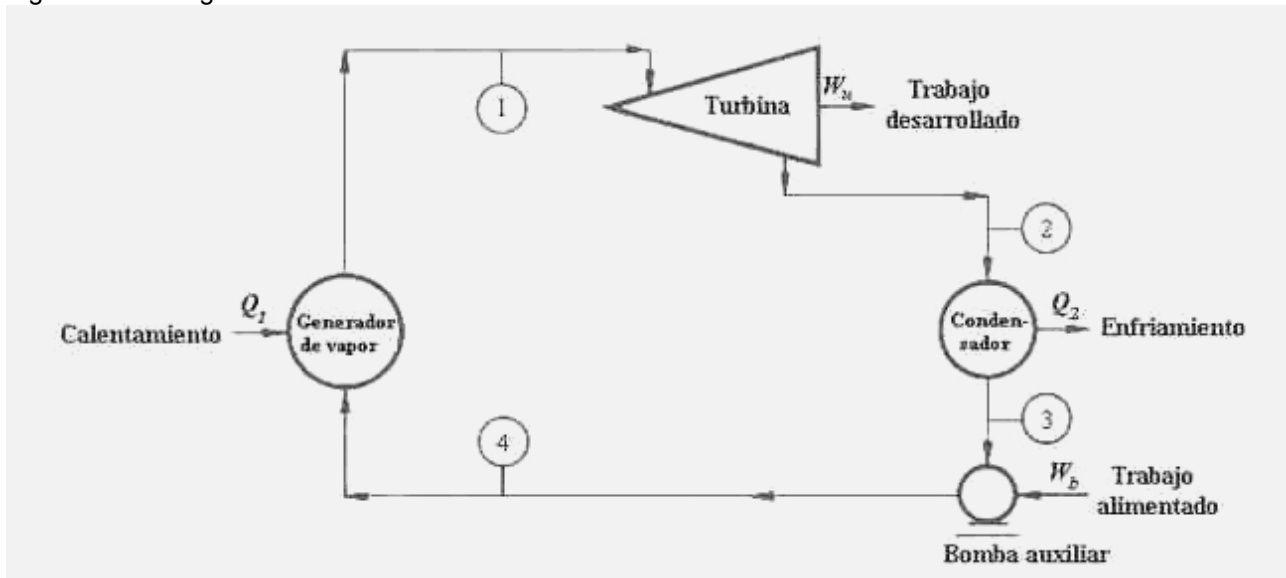 1
Turbina
W_u
Trabajo
desarrollado
2
Q_1
Calentamiento
Generador
de vapor
Conden-
sador
Q_2
Enfriamiento
3
4
W_b
Trabajo
alimentado
Bomba auxiliar